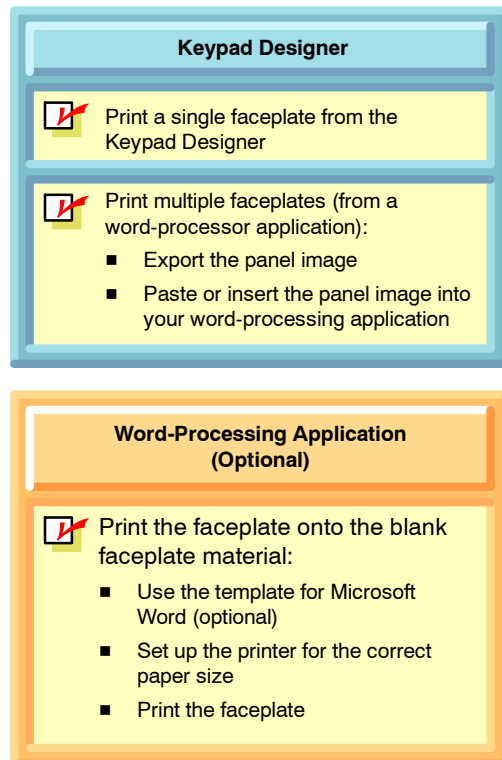 Keypad Designer
Print a single faceplate from the
Keypad Designer
Print multiple faceplates (from a
word-processor application):
■ Export the panel image
■ Paste or insert the panel image into
your word-processing application
Word-Processing Application
(Optional)
Print the faceplate onto the blank
faceplate material:
■ Use the template for Microsoft
Word (optional)
■ Set up the printer for the correct
paper size
■ Print the faceplate